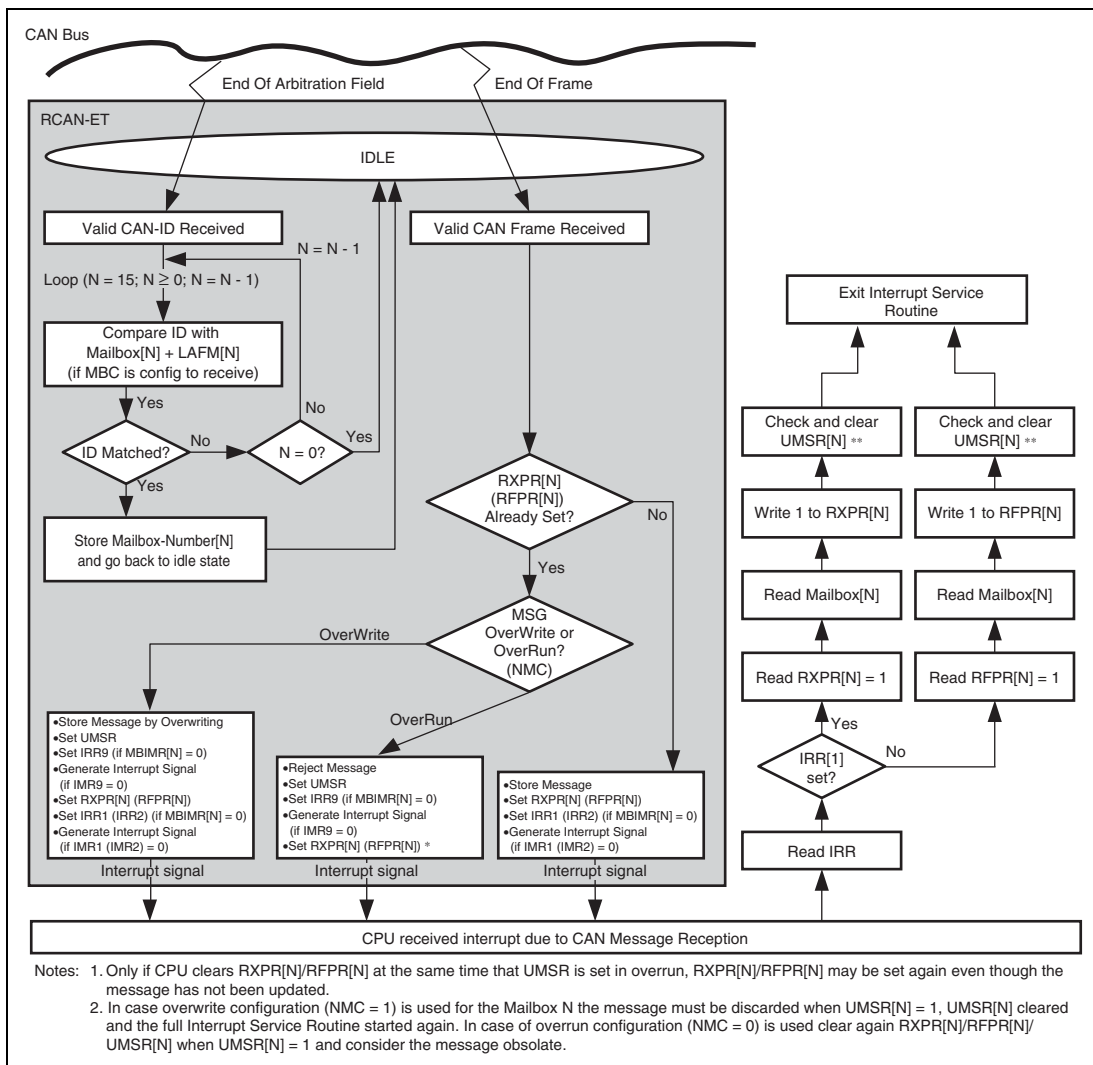 CAN Bus
End Of Arbitration Field
End Of Frame
RCAN-ET
IDLE
Valid CAN-ID Received
Valid CAN Frame Received
N = N - 1
Loop (N = 15; N ≥ 0; N = N - 1)
Compare ID with
Mailbox[N] + LAFM[N]
(if MBC is config to receive)
Yes
No
ID Matched?
No
N = 0?
Yes
Yes
Store Mailbox-Number[N]
and go back to idle state
RXPR[N]
(RFPR[N])
Already Set?
No
Yes
MSG
OverWrite or
OverRun?
(NMC)
OverWrite
OverRun
•Store Message by Overwriting
•Set UMSR
•Set IRR9 (if MBIMR[N] = 0)
•Generate Interrupt Signal
(if IMR9 = 0)
•Set RXPR[N] (RFPR[N])
•Set IRR1 (IRR2) (if MBIMR[N] = 0)
•Generate Interrupt Signal
(if IMR1 (IMR2) = 0)
•Reject Message
•Set UMSR
•Set IRR9 (if MBIMR[N] = 0)
•Generate Interrupt Signal
(if IMR9 = 0)
•Set RXPR[N] (RFPR[N]) *
•Store Message
•Set RXPR[N] (RFPR[N])
•Set IRR1 (IRR2) (if MBIMR[N] = 0)
•Generate Interrupt Signal
(if IMR1 (IMR2) = 0)
Interrupt signal
Interrupt signal
Interrupt signal
Exit Interrupt Service
Routine
Check and clear
UMSR[N] **
Check and clear
UMSR[N] **
Write 1 to RXPR[N]
Write 1 to RFPR[N]
Read Mailbox[N]
Read Mailbox[N]
Read RXPR[N] = 1
Read RFPR[N] = 1
Yes
No
IRR[1]
set?
Read IRR
CPU received interrupt due to CAN Message Reception
Notes: 1. Only if CPU clears RXPR[N]/RFPR[N] at the same time that UMSR is set in overrun, RXPR[N]/RFPR[N] may be set again even though the
message has not been updated.
2. In case overwrite configuration (NMC = 1) is used for the Mailbox N the message must be discarded when UMSR[N] = 1, UMSR[N] cleared
and the full Interrupt Service Routine started again. In case of overrun configuration (NMC = 0) is used clear again RXPR[N]/RFPR[N]/
UMSR[N] when UMSR[N] = 1 and consider the message obsolate.